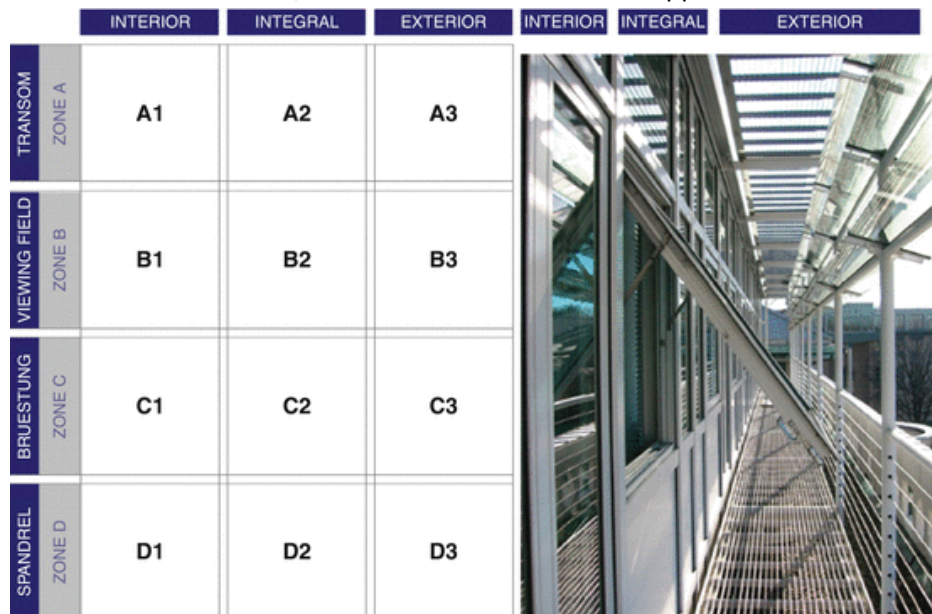 INTERIOR INTEGRAL EXTERIOR INTERIOR INTEGRAL EXTERIOR
TRANSOM ZONE A A1 A2 A3
VIEWING FIELD ZONE B B1 B2 B3
BRUESTUNG ZONE C C1 C2 C3
SPANDREL ZONE D D1 D2 D3